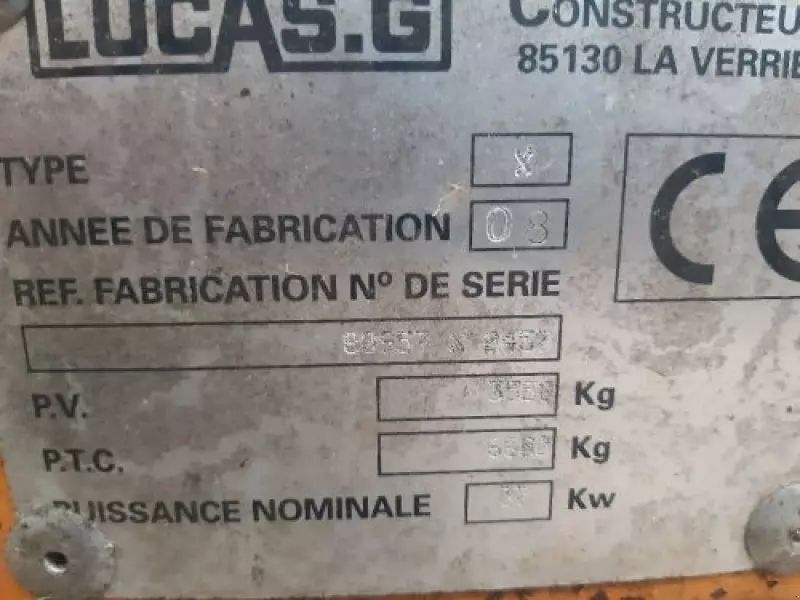 LUCAS.G
CONSTRUCTEU
85130 LA VERRIE
TYPE X
ANNEE DE FABRICATION 03
REF. FABRICATION Nº DE SERIE
P.V. Kg
P.T.C. Kg
PUISSANCE NOMINALE Kw
CE